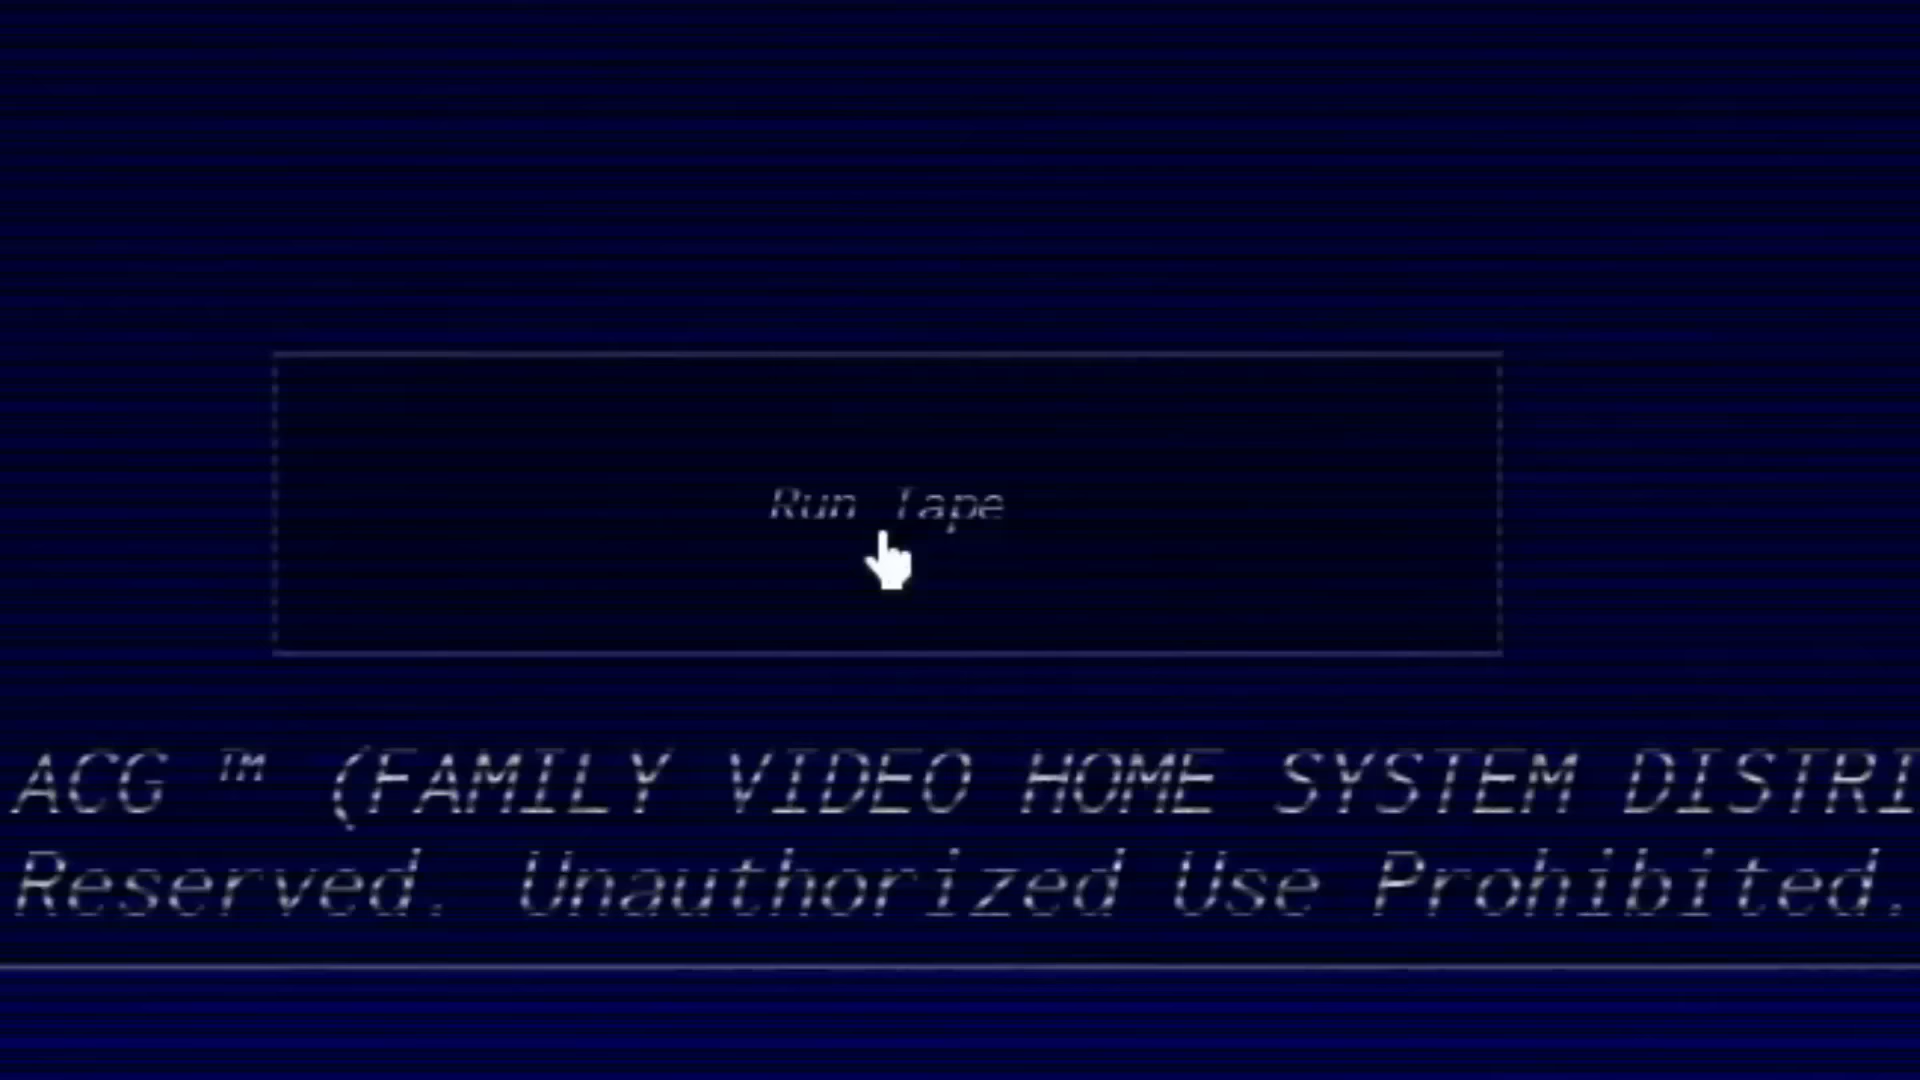 Run Tape
ACG ™ (FAMILY VIDEO HOME SYSTEM DISTRI
Reserved. Unauthorized Use Prohibited.